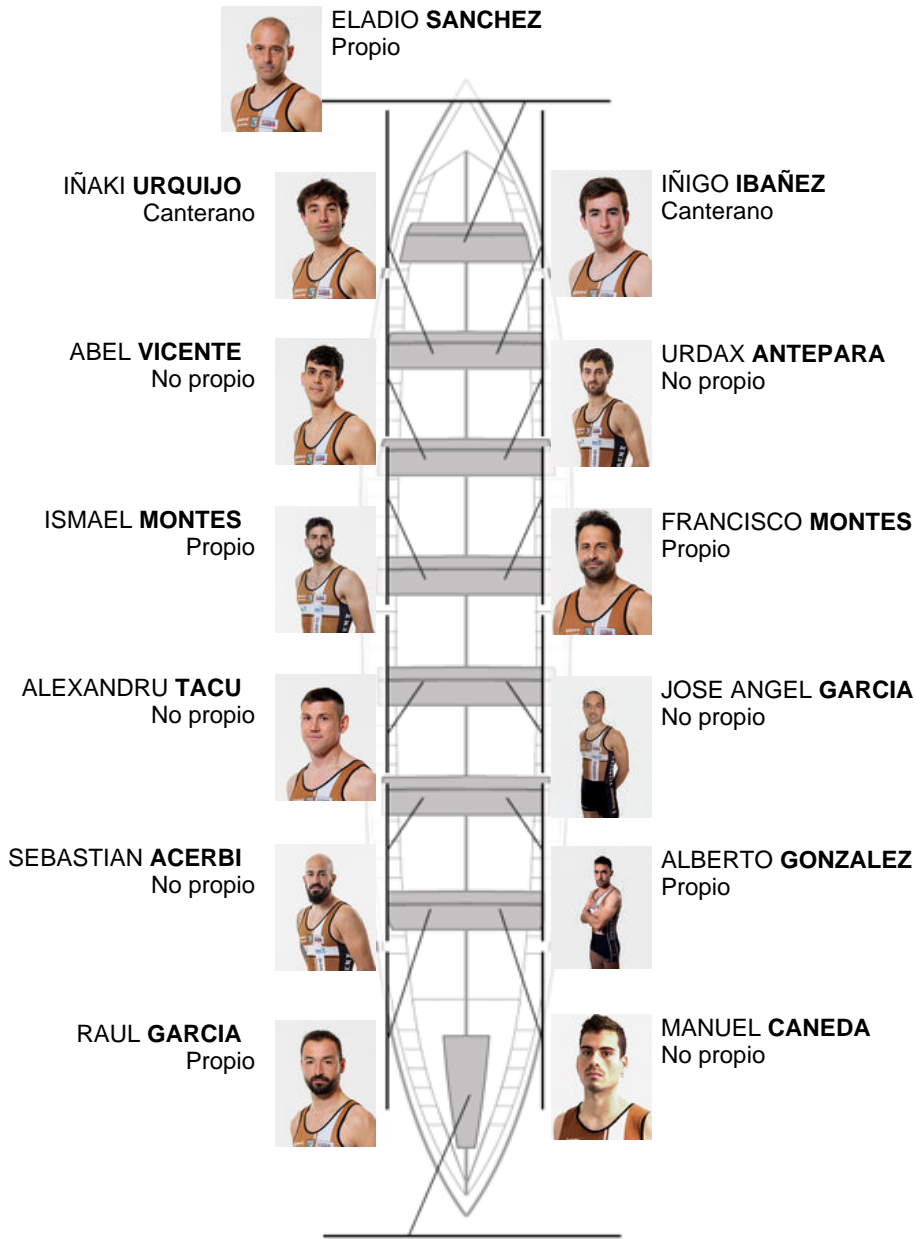 ELADIO SANCHEZ
Propio
IÑAKI URQUIJO
Canterano
IÑIGO IBAÑEZ
Canterano
ABEL VICENTE
No propio
URDAX ANTEPARA
No propio
ISMAEL MONTES
Propio
FRANCISCO MONTES
Propio
ALEXANDRU TACU
No propio
JOSE ANGEL GARCIA
No propio
SEBASTIAN ACERBI
No propio
ALBERTO GONZALEZ
Propio
RAUL GARCIA
Propio
MANUEL CANEDA
No propio